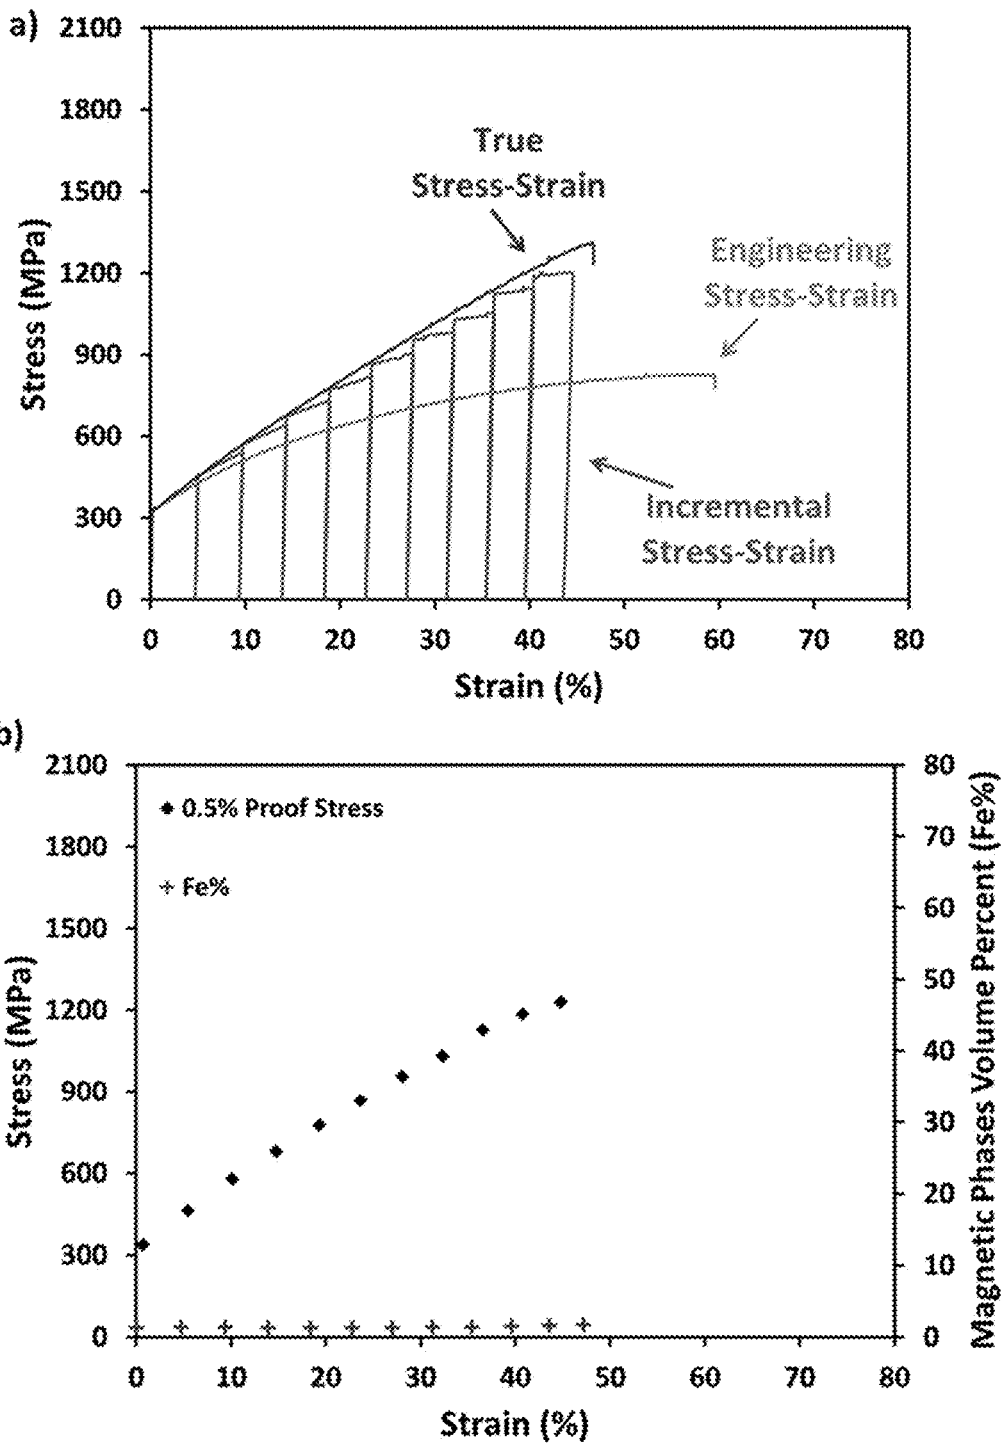 a)
2100
1800
1500
1200
900
600
300
0
Stress (MPa)
True
Stress-Strain
Engineering
Stress-Strain
Incremental
Stress-Strain
0 10 20 30 40 50 60 70 80
Strain (%)
b)
2100
1800
1500
1200
900
600
300
0
Stress (MPa)
0.5% Proof Stress
Fe%
80
70
60
50
40
30
20
10
0
Magnetic Phases Volume Percent (Fe%)
0 10 20 30 40 50 60 70 80
Strain (%)